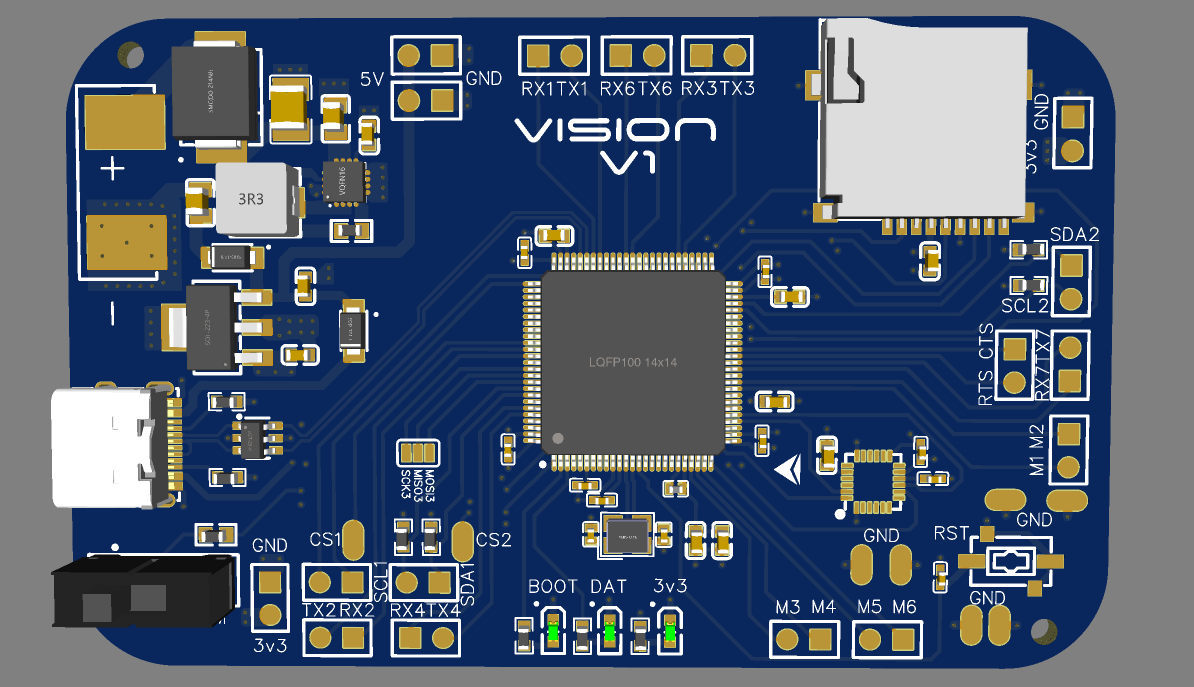 5V
GND
RX1TX1
RX6TX6
RX3TX3
VISION
V1
GND
3v3
+
3R3
VQFN16
SDA2
SCL2
RTS CTS
RX7TX7
LQFP100 14x14
M1 M2
SCK3
MISO3
MOSI3
CS1
CS2
GND
GND
RST
GND
GND
SCL1
SDA1
TX2RX2
RX4TX4
3v3
BOOT
DAT
3v3
M3 M4
M5 M6